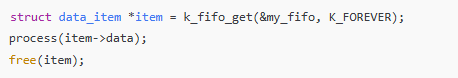 struct data_item *item = k_fifo_get(&my_fifo, K_FOREVER);
process(item->data);
free(item);